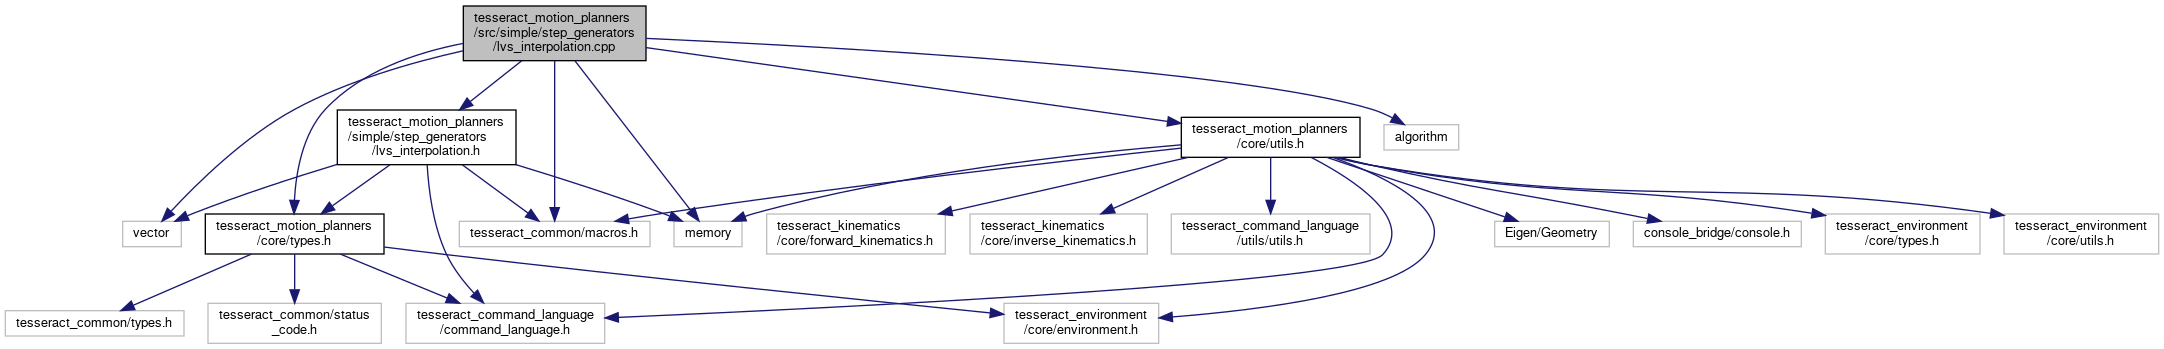 tesseract_motion_planners
/src/simple/step_generators
/lvs_interpolation.cpp
tesseract_motion_planners
/simple/step_generators
/lvs_interpolation.h
tesseract_motion_planners
/core/utils.h
algorithm
vector
tesseract_motion_planners
/core/types.h
tesseract_common/macros.h
memory
tesseract_kinematics
/core/forward_kinematics.h
tesseract_kinematics
/core/inverse_kinematics.h
tesseract_command_language
/utils/utils.h
Eigen/Geometry
console_bridge/console.h
tesseract_environment
/core/types.h
tesseract_environment
/core/utils.h
tesseract_common/types.h
tesseract_common/status
_code.h
tesseract_command_language
/command_language.h
tesseract_environment
/core/environment.h